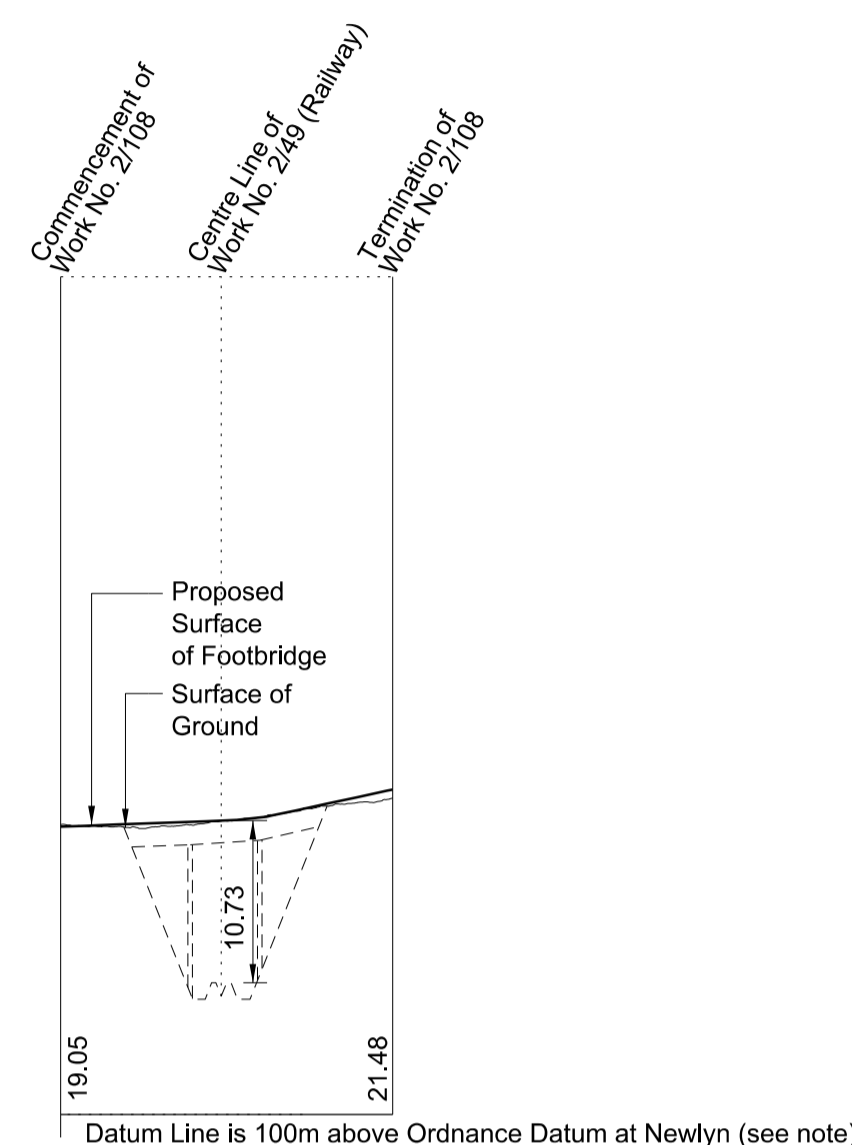 Commencement of
Work No. 2/108
Centre Line of
Work No. 2/49 (Railway)
Termination of
Work No. 2/108
Proposed
Surface
of Footbridge
Surface of
Ground
10.73
19.05
21.48
Datum Line is 100m above Ordnance Datum at Newlyn (see note)